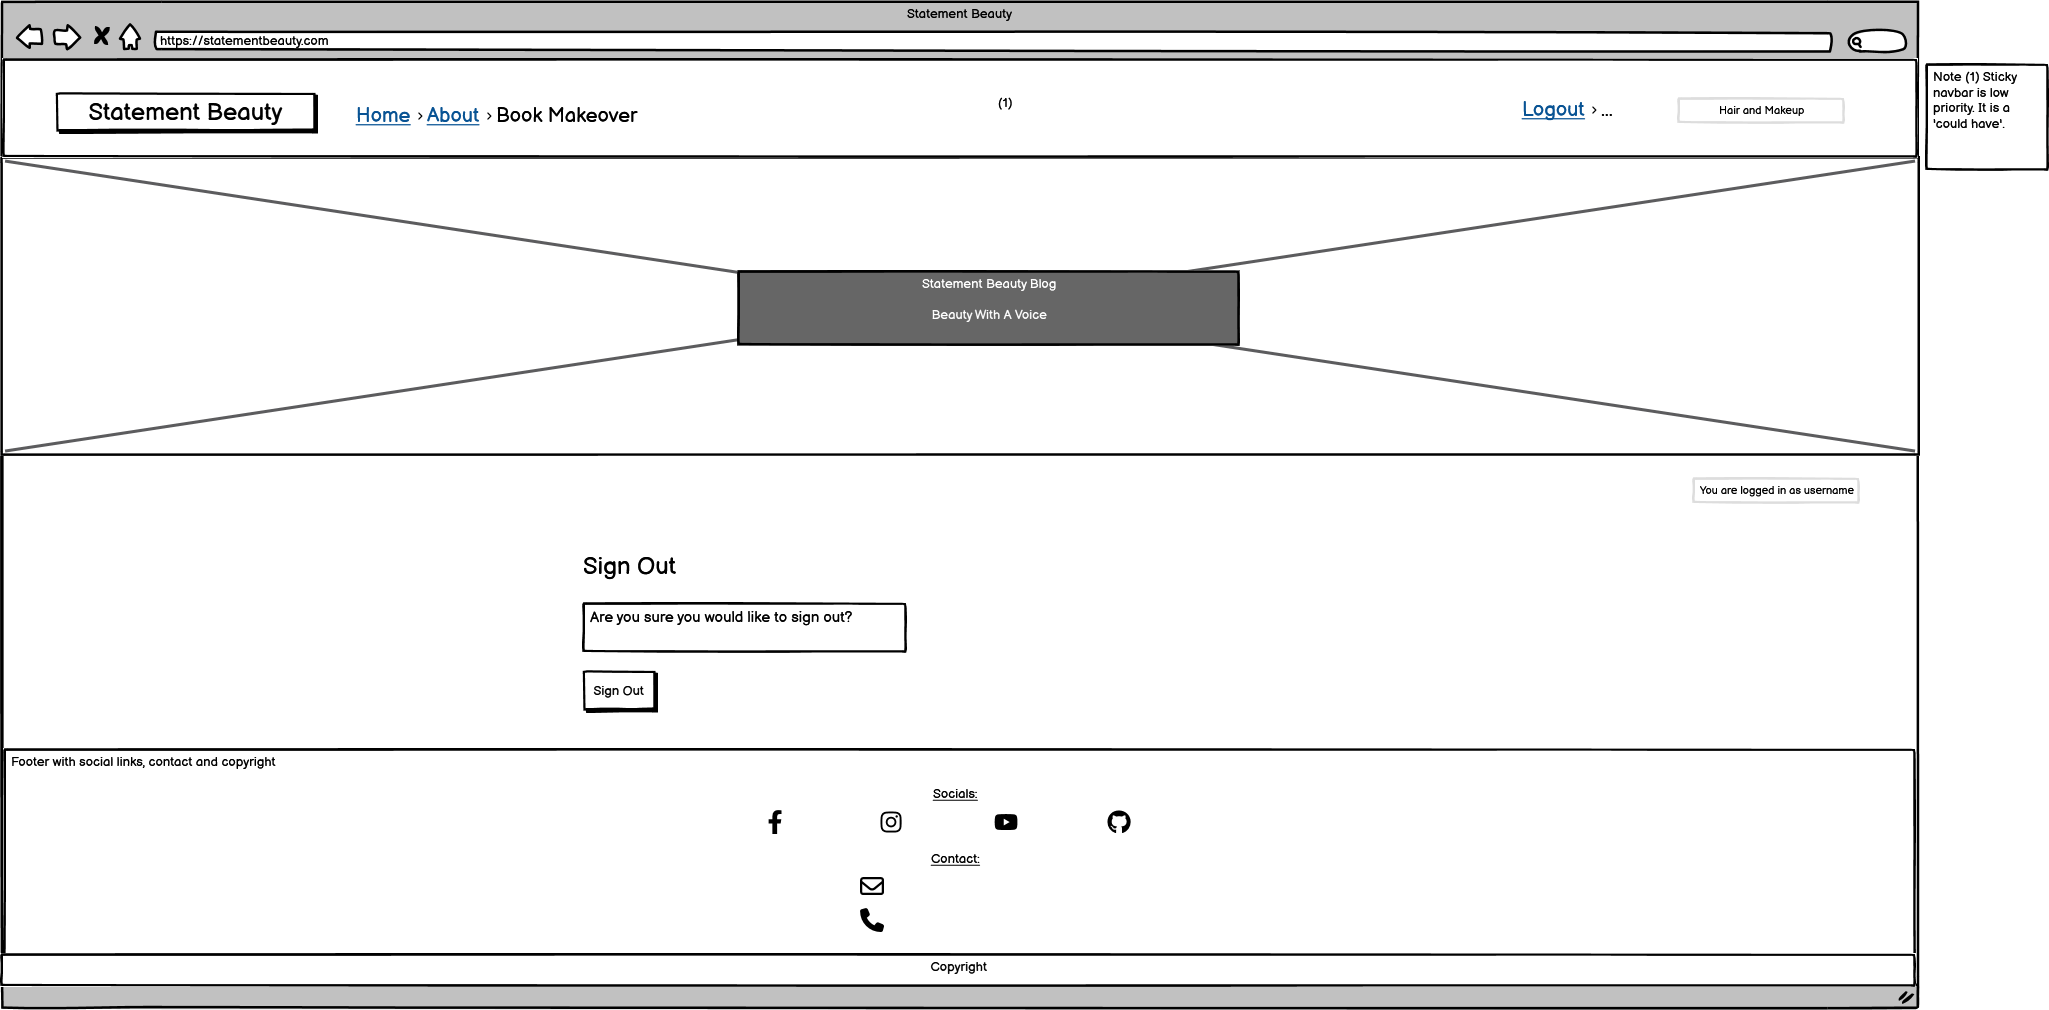 Statement Beauty
https://statementbeauty.com
Statement Beauty
Home › About › Book Makeover
(1)
Logout › ...
Hair and Makeup
Note (1) Sticky
navbar is low
priority. It is a
'could have'.
Statement Beauty Blog
Beauty With A Voice
You are logged in as username
Sign Out
Are you sure you would like to sign out?
Sign Out
Footer with social links, contact and copyright
Socials:
Contact:
Copyright